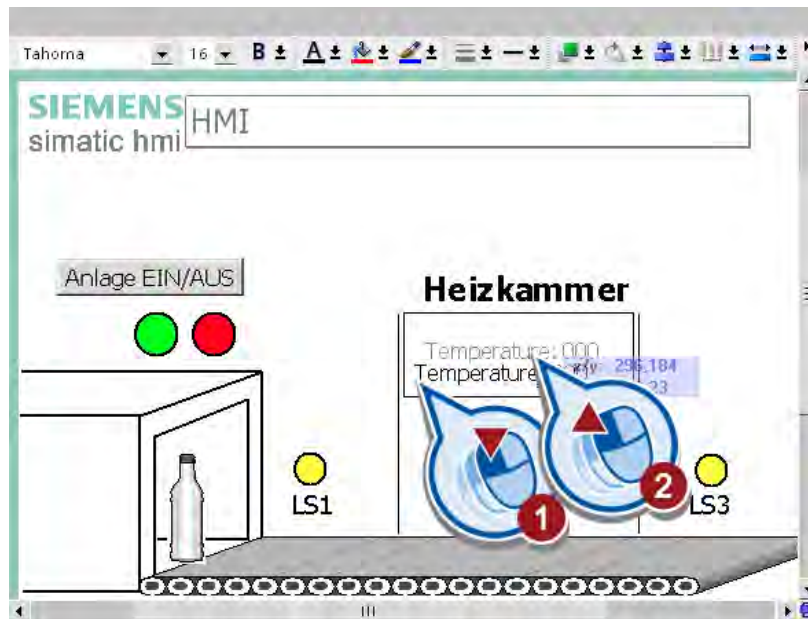 Tahoma 16 B A
SIEMENS
simatic hmi
HMI
Anlage EIN/AUS
Heizkammer
Temperature: 000
Temperature
x/y: 296,184
23
LS1
LS3
1
2